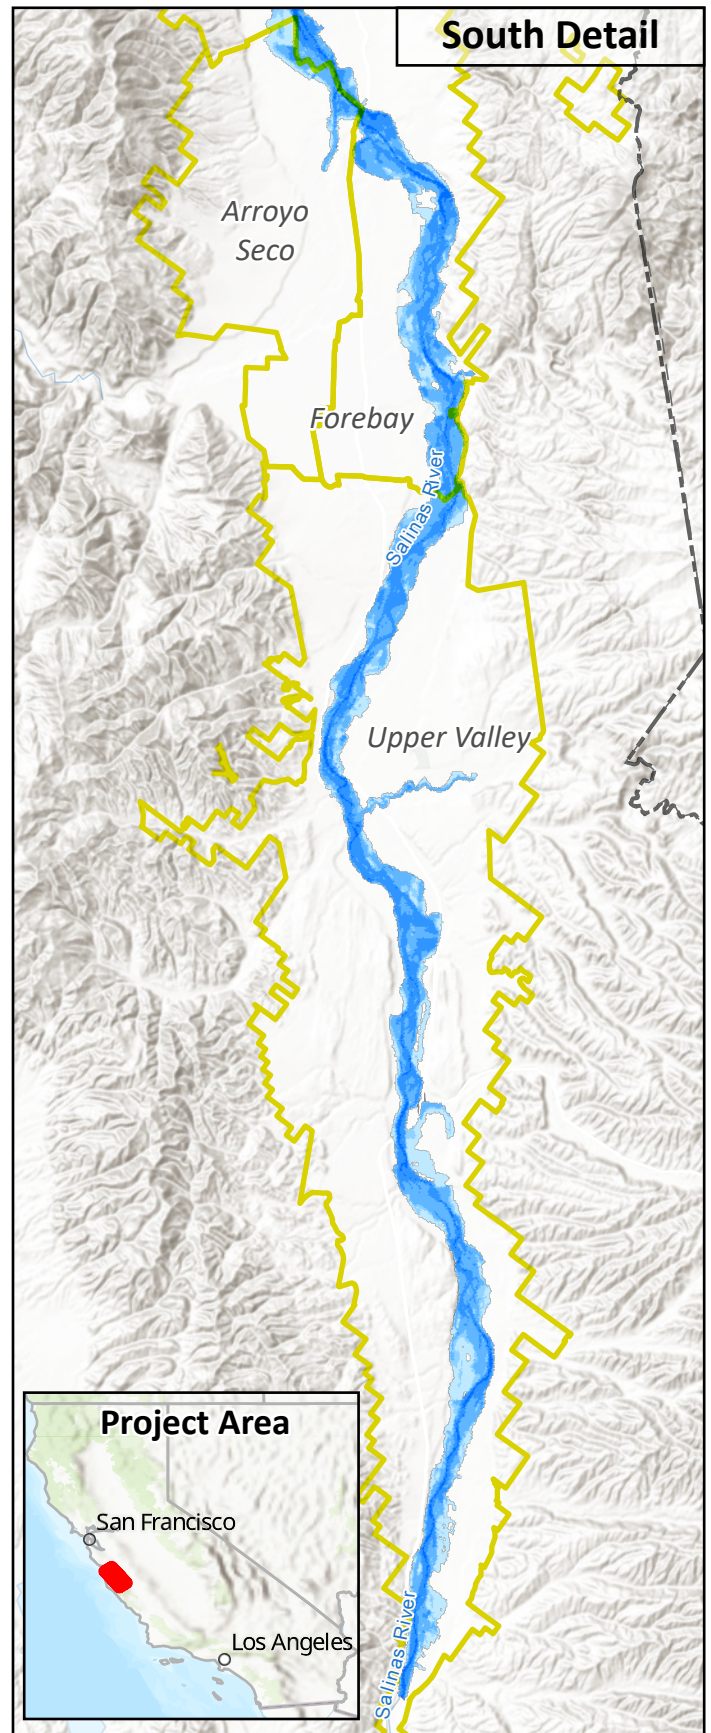 South Detail
Arroyo
Seco
Forebay
Salinas River
Upper Valley
Project Area
San Francisco
Los Angeles
Salinas River